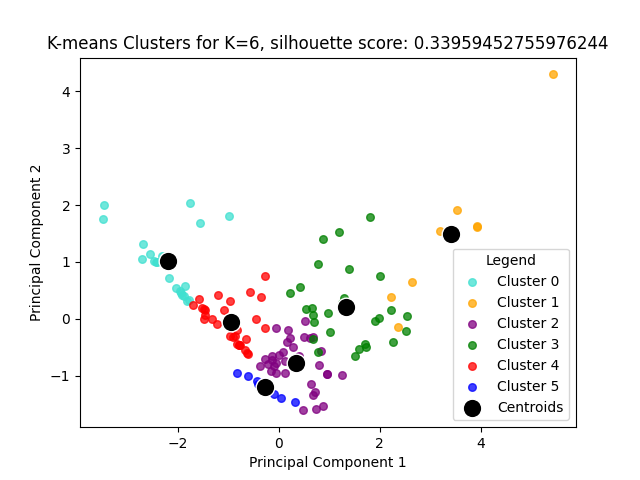 K-means Clusters for K=6, silhouette score: 0.33959452755976244
Principal Component 2
4
3
2
1
0
−1
−2
0
2
4
Principal Component 1
Legend
Cluster 0
Cluster 1
Cluster 2
Cluster 3
Cluster 4
Cluster 5
Centroids